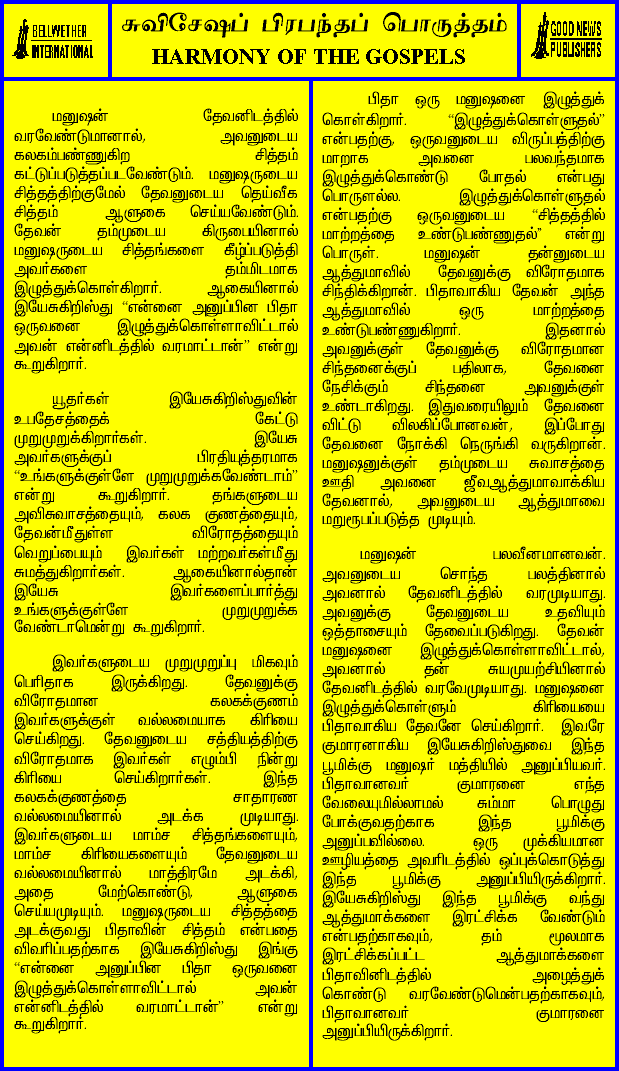 BELLWETHER
INTERNATIONAL
சுவிசேஷப் பிரபந்தப் பொருத்தம்
HARMONY OF THE GOSPELS
GOOD NEWS
PUBLISHERS
மனுஷன் தேவனிடத்தில்
வரவேண்டுமானால், அவனுடைய
கலகம்பண்ணுகிற சித்தம்
கட்டுப்படுத்தப்படவேண்டும். மனுஷருடைய
சித்தத்திற்குமேல் தேவனுடைய தெய்வீக
சித்தம் ஆளுகை செய்யவேண்டும்.
தேவன் தம்முடைய கிருபையினால்
மனுஷருடைய சித்தங்களை கீழ்ப்படுத்தி
அவர்களை தம்மிடமாக
இழுத்துக்கொள்கிறார். ஆகையினால்
இயேசுகிறிஸ்து “என்னை அனுப்பின பிதா
ஒருவனை இழுத்துக்கொள்ளாவிட்டால்
அவன் என்னிடத்தில் வரமாட்டான்” என்று
கூறுகிறார்.
யூதர்கள் இயேசுகிறிஸ்துவின்
உபதேசத்தைக் கேட்டு
முறுமுறுக்கிறார்கள். இயேசு
அவர்களுக்குப் பிரதியுத்தரமாக
“உங்களுக்குள்ளே முறுமுறுக்கவேண்டாம்”
என்று கூறுகிறார். தங்களுடைய
அவிசுவாசத்தையும், கலக குணத்தையும்,
தேவன்மீதுள்ள விரோதத்தையும்
வெறுப்பையும் இவர்கள் மற்றவர்கள்மீது
சுமத்துகிறார்கள். ஆகையினால்தான்
இயேசு இவர்களைப்பார்த்து
உங்களுக்குள்ளே முறுமுறுக்க
வேண்டாமென்று கூறுகிறார்.
இவர்களுடைய முறுமுறுப்பு மிகவும்
பெரிதாக இருக்கிறது. தேவனுக்கு
விரோதமான கலகக்குணம்
இவர்களுக்குள் வல்லமையாக கிரியை
செய்கிறது. தேவனுடைய சத்தியத்திற்கு
விரோதமாக இவர்கள் எழும்பி நின்று
கிரியை செய்கிறார்கள். இந்த
கலகக்குணத்தை சாதாரண
வல்லமையினால் அடக்க முடியாது.
இவர்களுடைய மாம்ச சித்தங்களையும்,
மாம்ச கிரியைகளையும் தேவனுடைய
வல்லமையினால் மாத்திரமே அடக்கி,
அதை மேற்கொண்டு, ஆளுகை
செய்யமுடியும். மனுஷருடைய சித்தத்தை
அடக்குவது பிதாவின் சித்தம் என்பதை
விவரிப்பதற்காக இயேசுகிறிஸ்து இங்கு
“என்னை அனுப்பின பிதா ஒருவனை
இழுத்துக்கொள்ளாவிட்டால் அவன்
என்னிடத்தில் வரமாட்டான்” என்று
கூறுகிறார்.
பிதா ஒரு மனுஷனை இழுத்துக்
கொள்கிறார். “இழுத்துக்கொள்ளுதல்”
என்பதற்கு, ஒருவனுடைய விருப்பத்திற்கு
மாறாக அவனை பலவந்தமாக
இழுத்துக்கொண்டு போதல் என்பது
பொருளல்ல. இழுத்துக்கொள்ளுதல்
என்பதற்கு ஒருவனுடைய “சித்தத்தில்
மாற்றத்தை உண்டுபண்ணுதல்” என்று
பொருள். மனுஷன் தன்னுடைய
ஆத்துமாவில் தேவனுக்கு விரோதமாக
சிந்திக்கிறான். பிதாவாகிய தேவன் அந்த
ஆத்துமாவில் ஒரு மாற்றத்தை
உண்டுபண்ணுகிறார். இதனால்
அவனுக்குள் தேவனுக்கு விரோதமான
சிந்தனைக்குப் பதிலாக, தேவனை
நேசிக்கும் சிந்தனை அவனுக்குள்
உண்டாகிறது. இதுவரையிலும் தேவனை
விட்டு விலகிப்போனவன், இப்போது
தேவனை நோக்கி நெருங்கி வருகிறான்.
மனுஷனுக்குள் தம்முடைய சுவாசத்தை
ஊதி அவனை ஜீவஆத்துமாவாக்கிய
தேவனால், அவனுடைய ஆத்துமாவை
மறுரூபப்படுத்த முடியும்.
மனுஷன் பலவீனமானவன்.
அவனுடைய சொந்த பலத்தினால்
அவனால் தேவனிடத்தில் வரமுடியாது.
அவனுக்கு தேவனுடைய உதவியும்
ஒத்தாசையும் தேவைப்படுகிறது. தேவன்
மனுஷனை இழுத்துக்கொள்ளாவிட்டால்,
அவனால் தன் சுயமுயற்சியினால்
தேவனிடத்தில் வரவேமுடியாது. மனுஷனை
இழுத்துக்கொள்ளும் கிரியையை
பிதாவாகிய தேவனே செய்கிறார். இவரே
குமாரனாகிய இயேசுகிறிஸ்துவை இந்த
பூமிக்கு மனுஷர் மத்தியில் அனுப்பியவர்.
பிதாவானவர் குமாரனை எந்த
வேலையுமில்லாமல் சும்மா பொழுது
போக்குவதற்காக இந்த பூமிக்கு
அனுப்பவில்லை. ஒரு முக்கியமான
ஊழியத்தை அவரிடத்தில் ஒப்புக்கொடுத்து
இந்த பூமிக்கு அனுப்பியிருக்கிறார்.
இயேசுகிறிஸ்து இந்த பூமிக்கு வந்து
ஆத்துமாக்களை இரட்சிக்க வேண்டும்
என்பதற்காகவும், தம் மூலமாக
இரட்சிக்கப்பட்ட ஆத்துமாக்களை
பிதாவினிடத்தில் அழைத்துக்
கொண்டு வரவேண்டுமென்பதற்காகவும்,
பிதாவானவர் குமாரனை
அனுப்பியிருக்கிறார்.